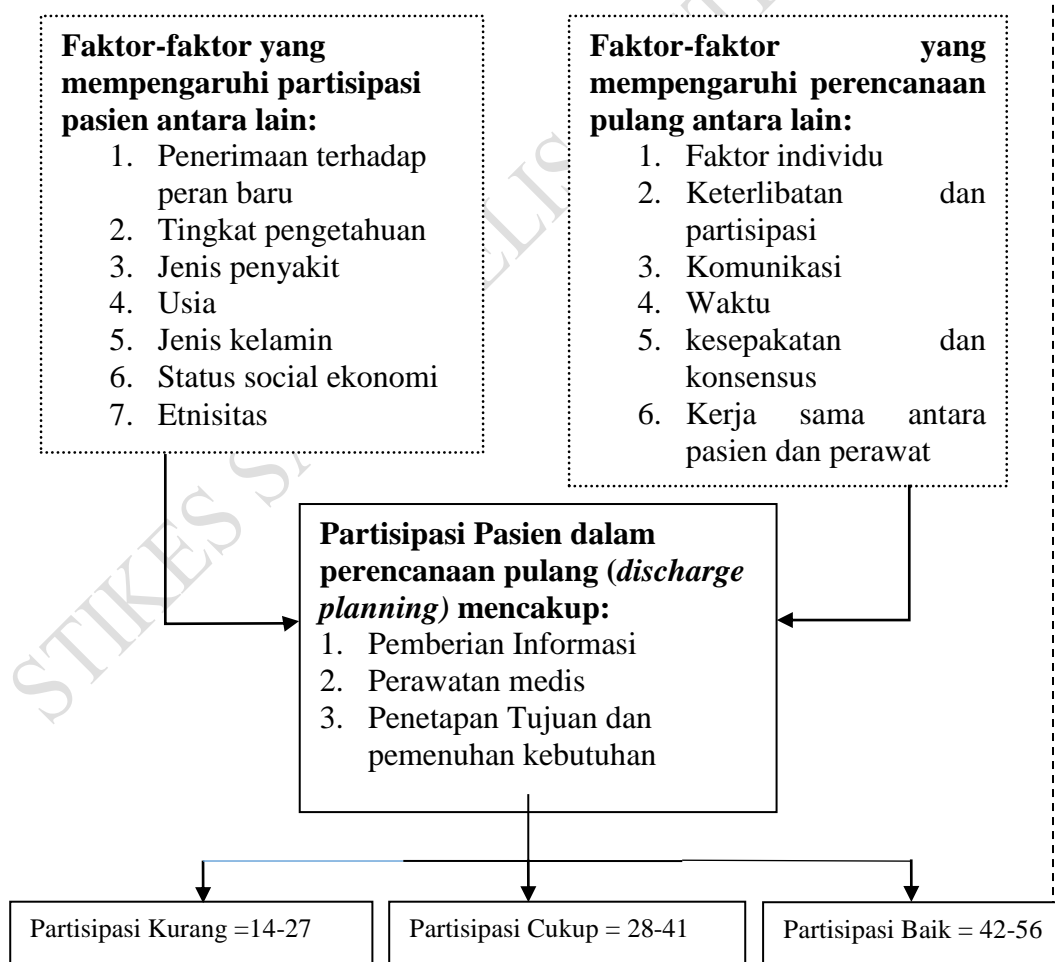 Faktor-faktor yang
mempengaruhi partisipasi
pasien antara lain:
1. Penerimaan terhadap
peran baru
2. Tingkat pengetahuan
3. Jenis penyakit
4. Usia
5. Jenis kelamin
6. Status social ekonomi
7. Etnisitas
Faktor-faktor yang
mempengaruhi perencanaan
pulang antara lain:
1. Faktor individu
2. Keterlibatan dan
partisipasi
3. Komunikasi
4. Waktu
5. kesepakatan dan
konsensus
6. Kerja sama antara
pasien dan perawat
Partisipasi Pasien dalam
perencanaan pulang (discharge
planning) mencakup:
1. Pemberian Informasi
2. Perawatan medis
3. Penetapan Tujuan dan
pemenuhan kebutuhan
Partisipasi Kurang =14-27
Partisipasi Cukup = 28-41
Partisipasi Baik = 42-56
STIKES